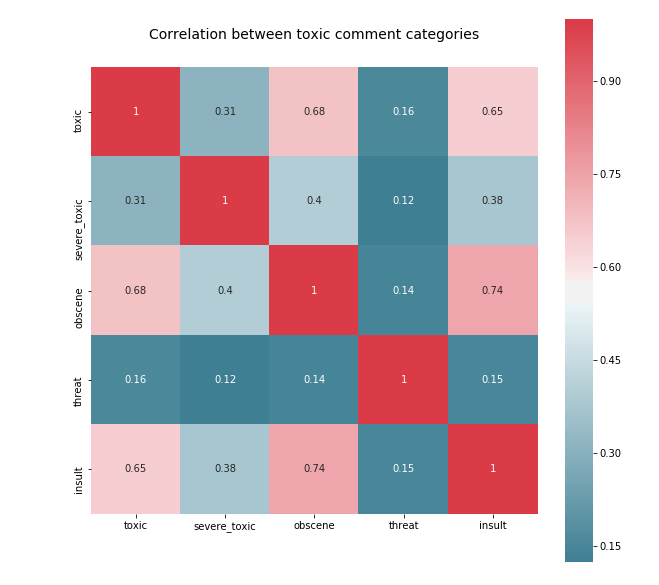 Correlation between toxic comment categories
toxic 1 0.31 0.68 0.16 0.65
severe_toxic 0.31 1 0.4 0.12 0.38
obscene 0.68 0.4 1 0.14 0.74
threat 0.16 0.12 0.14 1 0.15
insult 0.65 0.38 0.74 0.15 1
toxic severe_toxic obscene threat insult
0.90
0.75
0.60
0.45
0.30
0.15